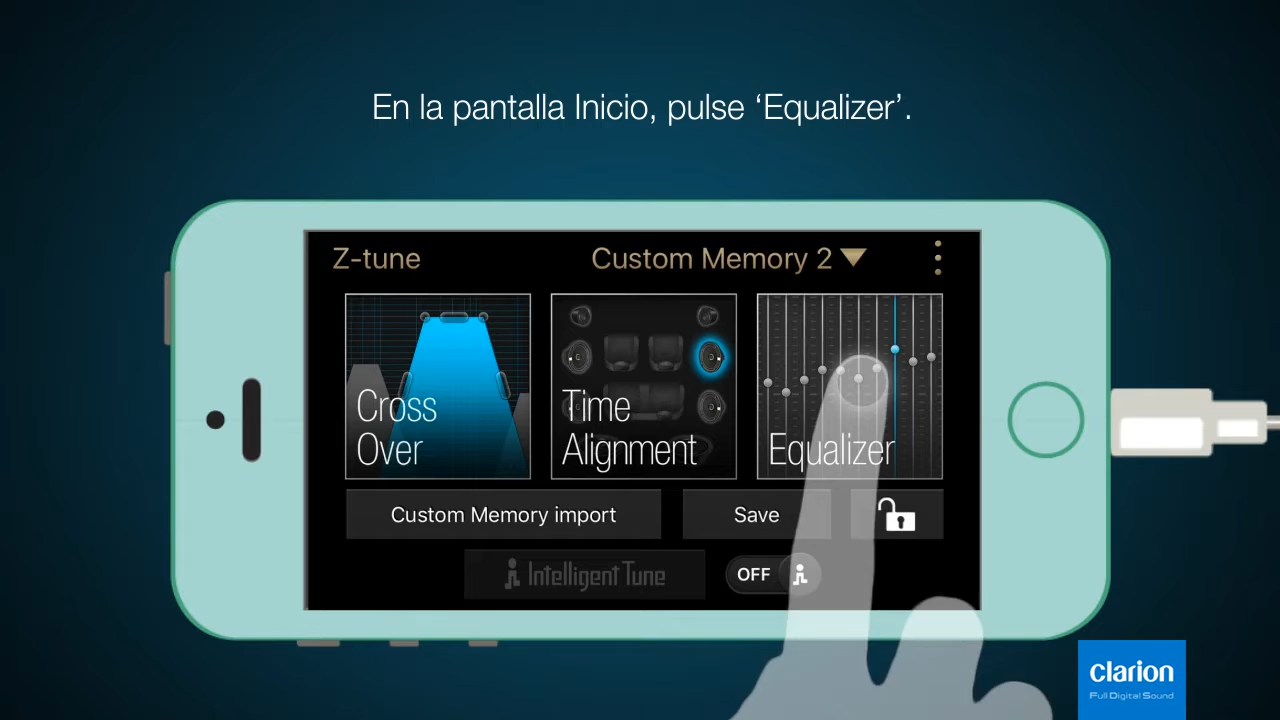 En la pantalla Inicio, pulse ‘Equalizer’.
Z-tune
Custom Memory 2
Cross
Over
Time
Alignment
Equalizer
Custom Memory import
Save
Intelligent Tune
OFF
clarion
Full Digital Sound